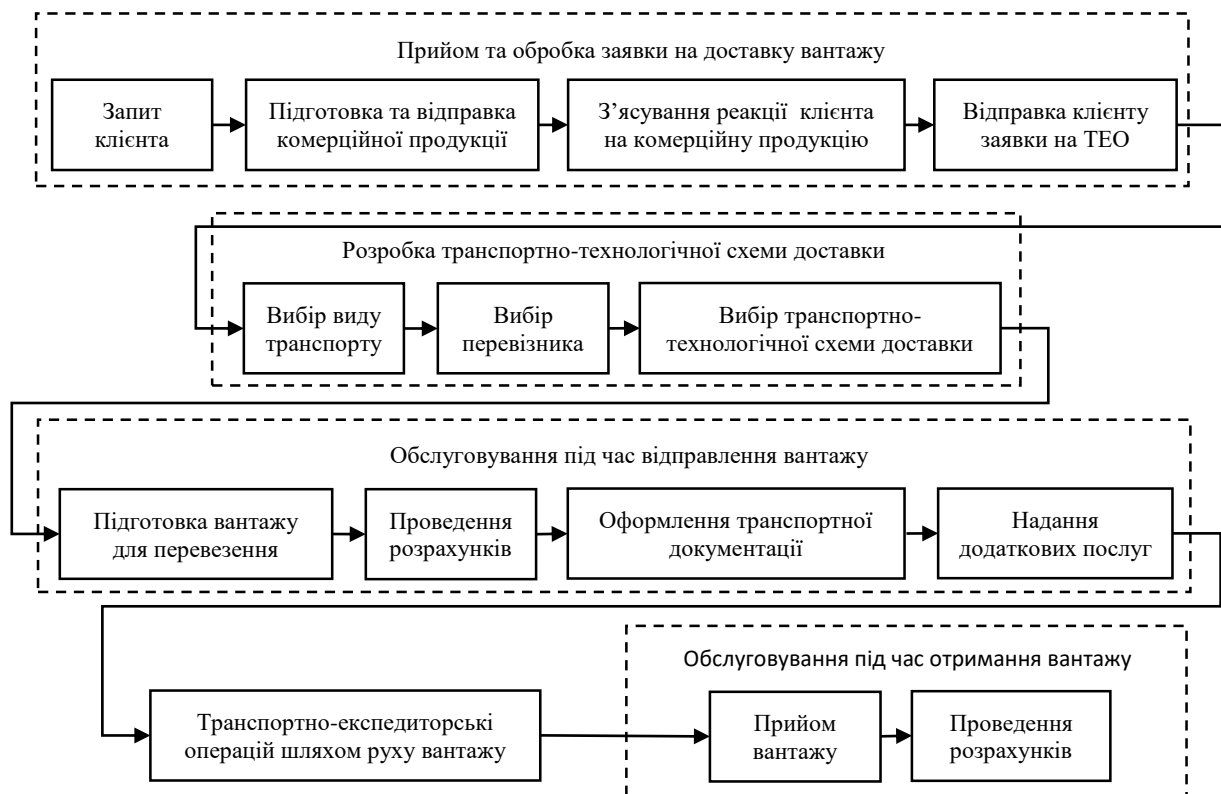 Прийом та обробка заявки на доставку вантажу
Запит
клієнта
Підготовка та відправка
комерційної продукції
З’ясування реакції клієнта
на комерційну продукцію
Відправка клієнту
заявки на ТЕО
Розробка транспортно-технологічної схеми доставки
Вибір виду
транспорту
Вибір
перевізника
Вибір транспортно-
технологічної схеми доставки
Обслуговування під час відправлення вантажу
Підготовка вантажу
для перевезення
Проведення
розрахунків
Оформлення транспортної
документації
Надання
додаткових послуг
Транспортно-експедиторські
операцій шляхом руху вантажу
Обслуговування під час отримання вантажу
Прийом
вантажу
Проведення
розрахунків